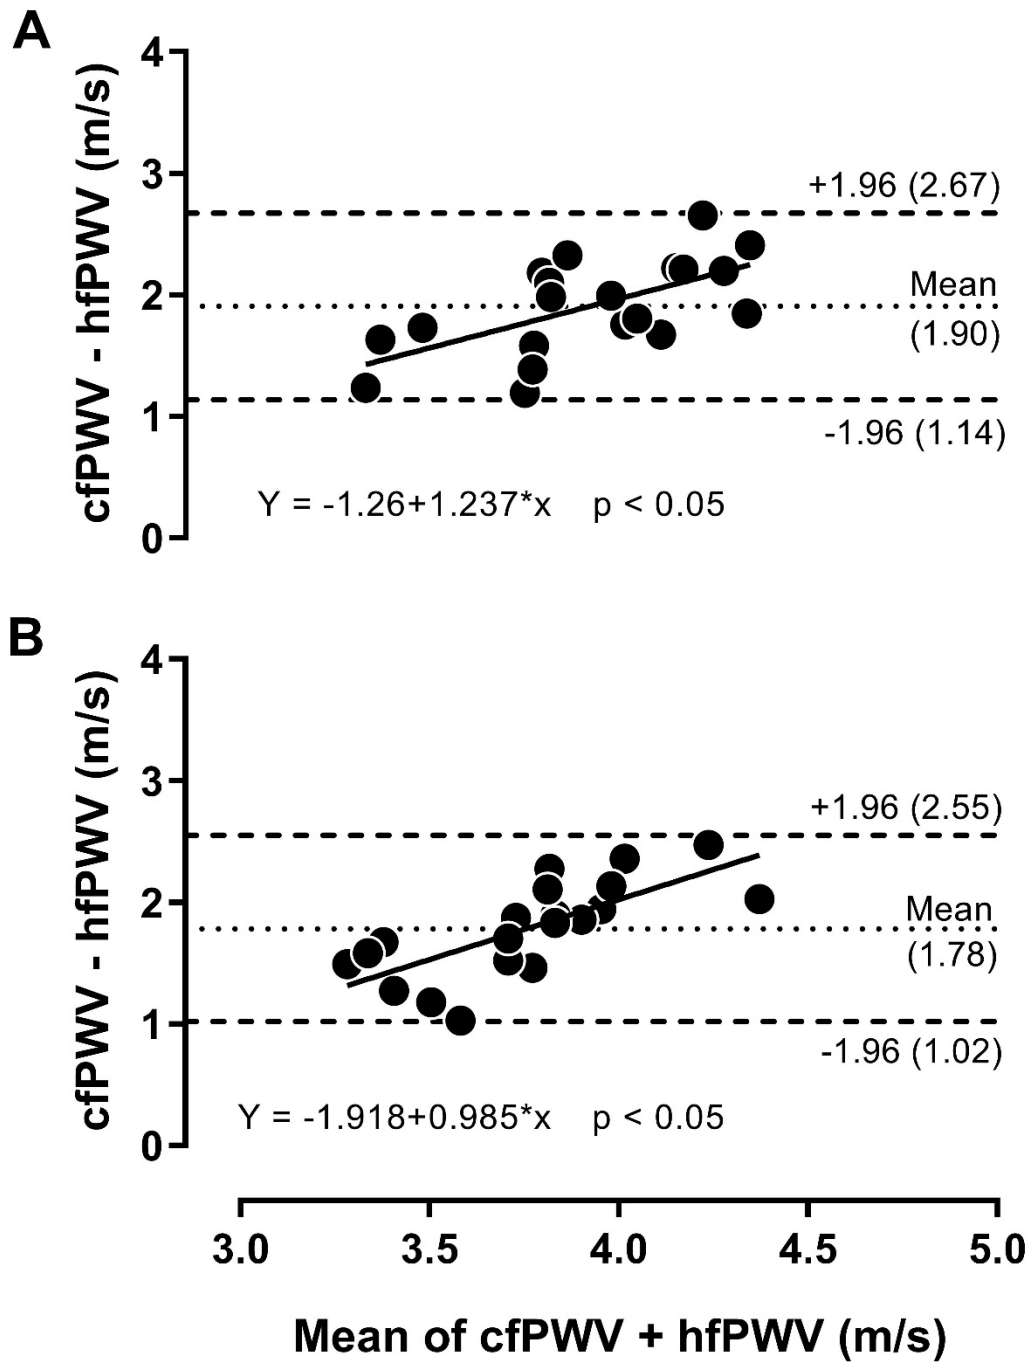 A
cfPWV - hfPWV (m/s)
4
3
2
1
0
+1.96 (2.67)
Mean
(1.90)
-1.96 (1.14)
Y = -1.26+1.237*x p < 0.05
B
cfPWV - hfPWV (m/s)
4
3
2
1
0
+1.96 (2.55)
Mean
(1.78)
-1.96 (1.02)
Y = -1.918+0.985*x p < 0.05
3.0 3.5 4.0 4.5 5.0
Mean of cfPWV + hfPWV (m/s)